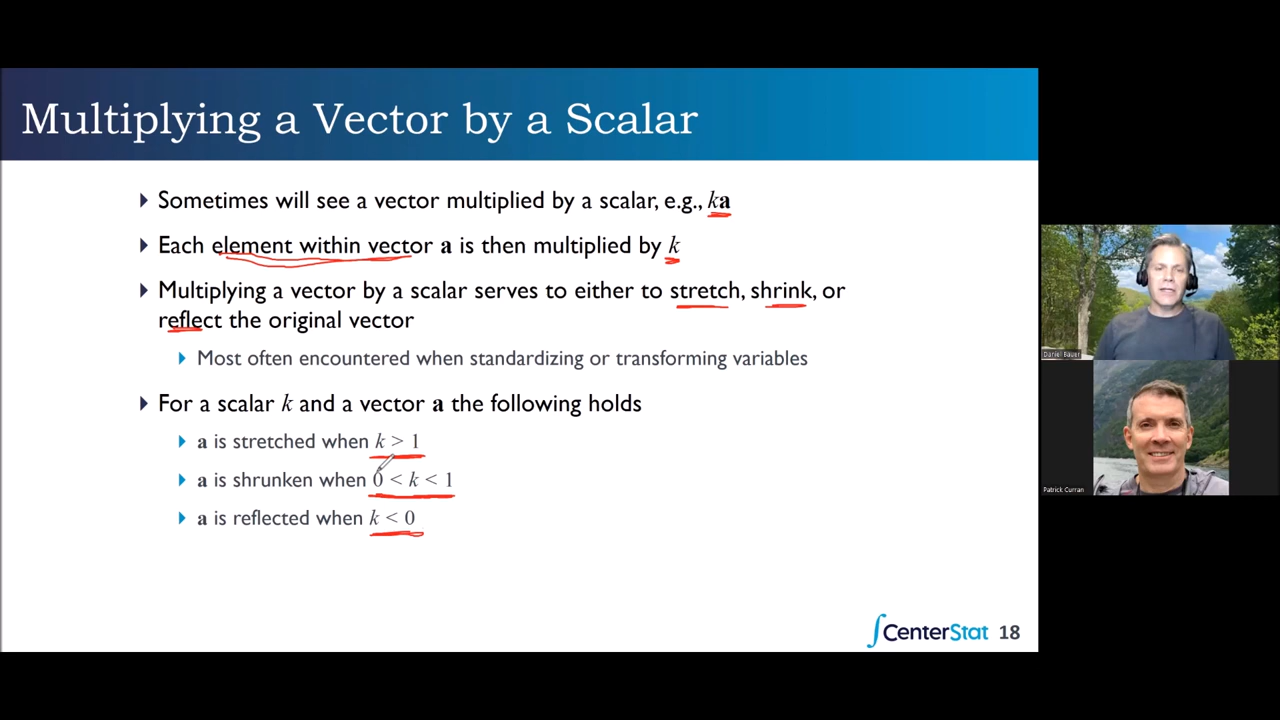 Multiplying a Vector by a Scalar
Sometimes will see a vector multiplied by a scalar, e.g., ka
Each element within vector a is then multiplied by k
Multiplying a vector by a scalar serves to either to stretch, shrink, or
reflect the original vector
Most often encountered when standardizing or transforming variables
For a scalar k and a vector a the following holds
a is stretched when k > 1
a is shrunken when 0 < k < 1
a is reflected when k < 0
CenterStat 18
Daniel Bauer
Patrick Curran